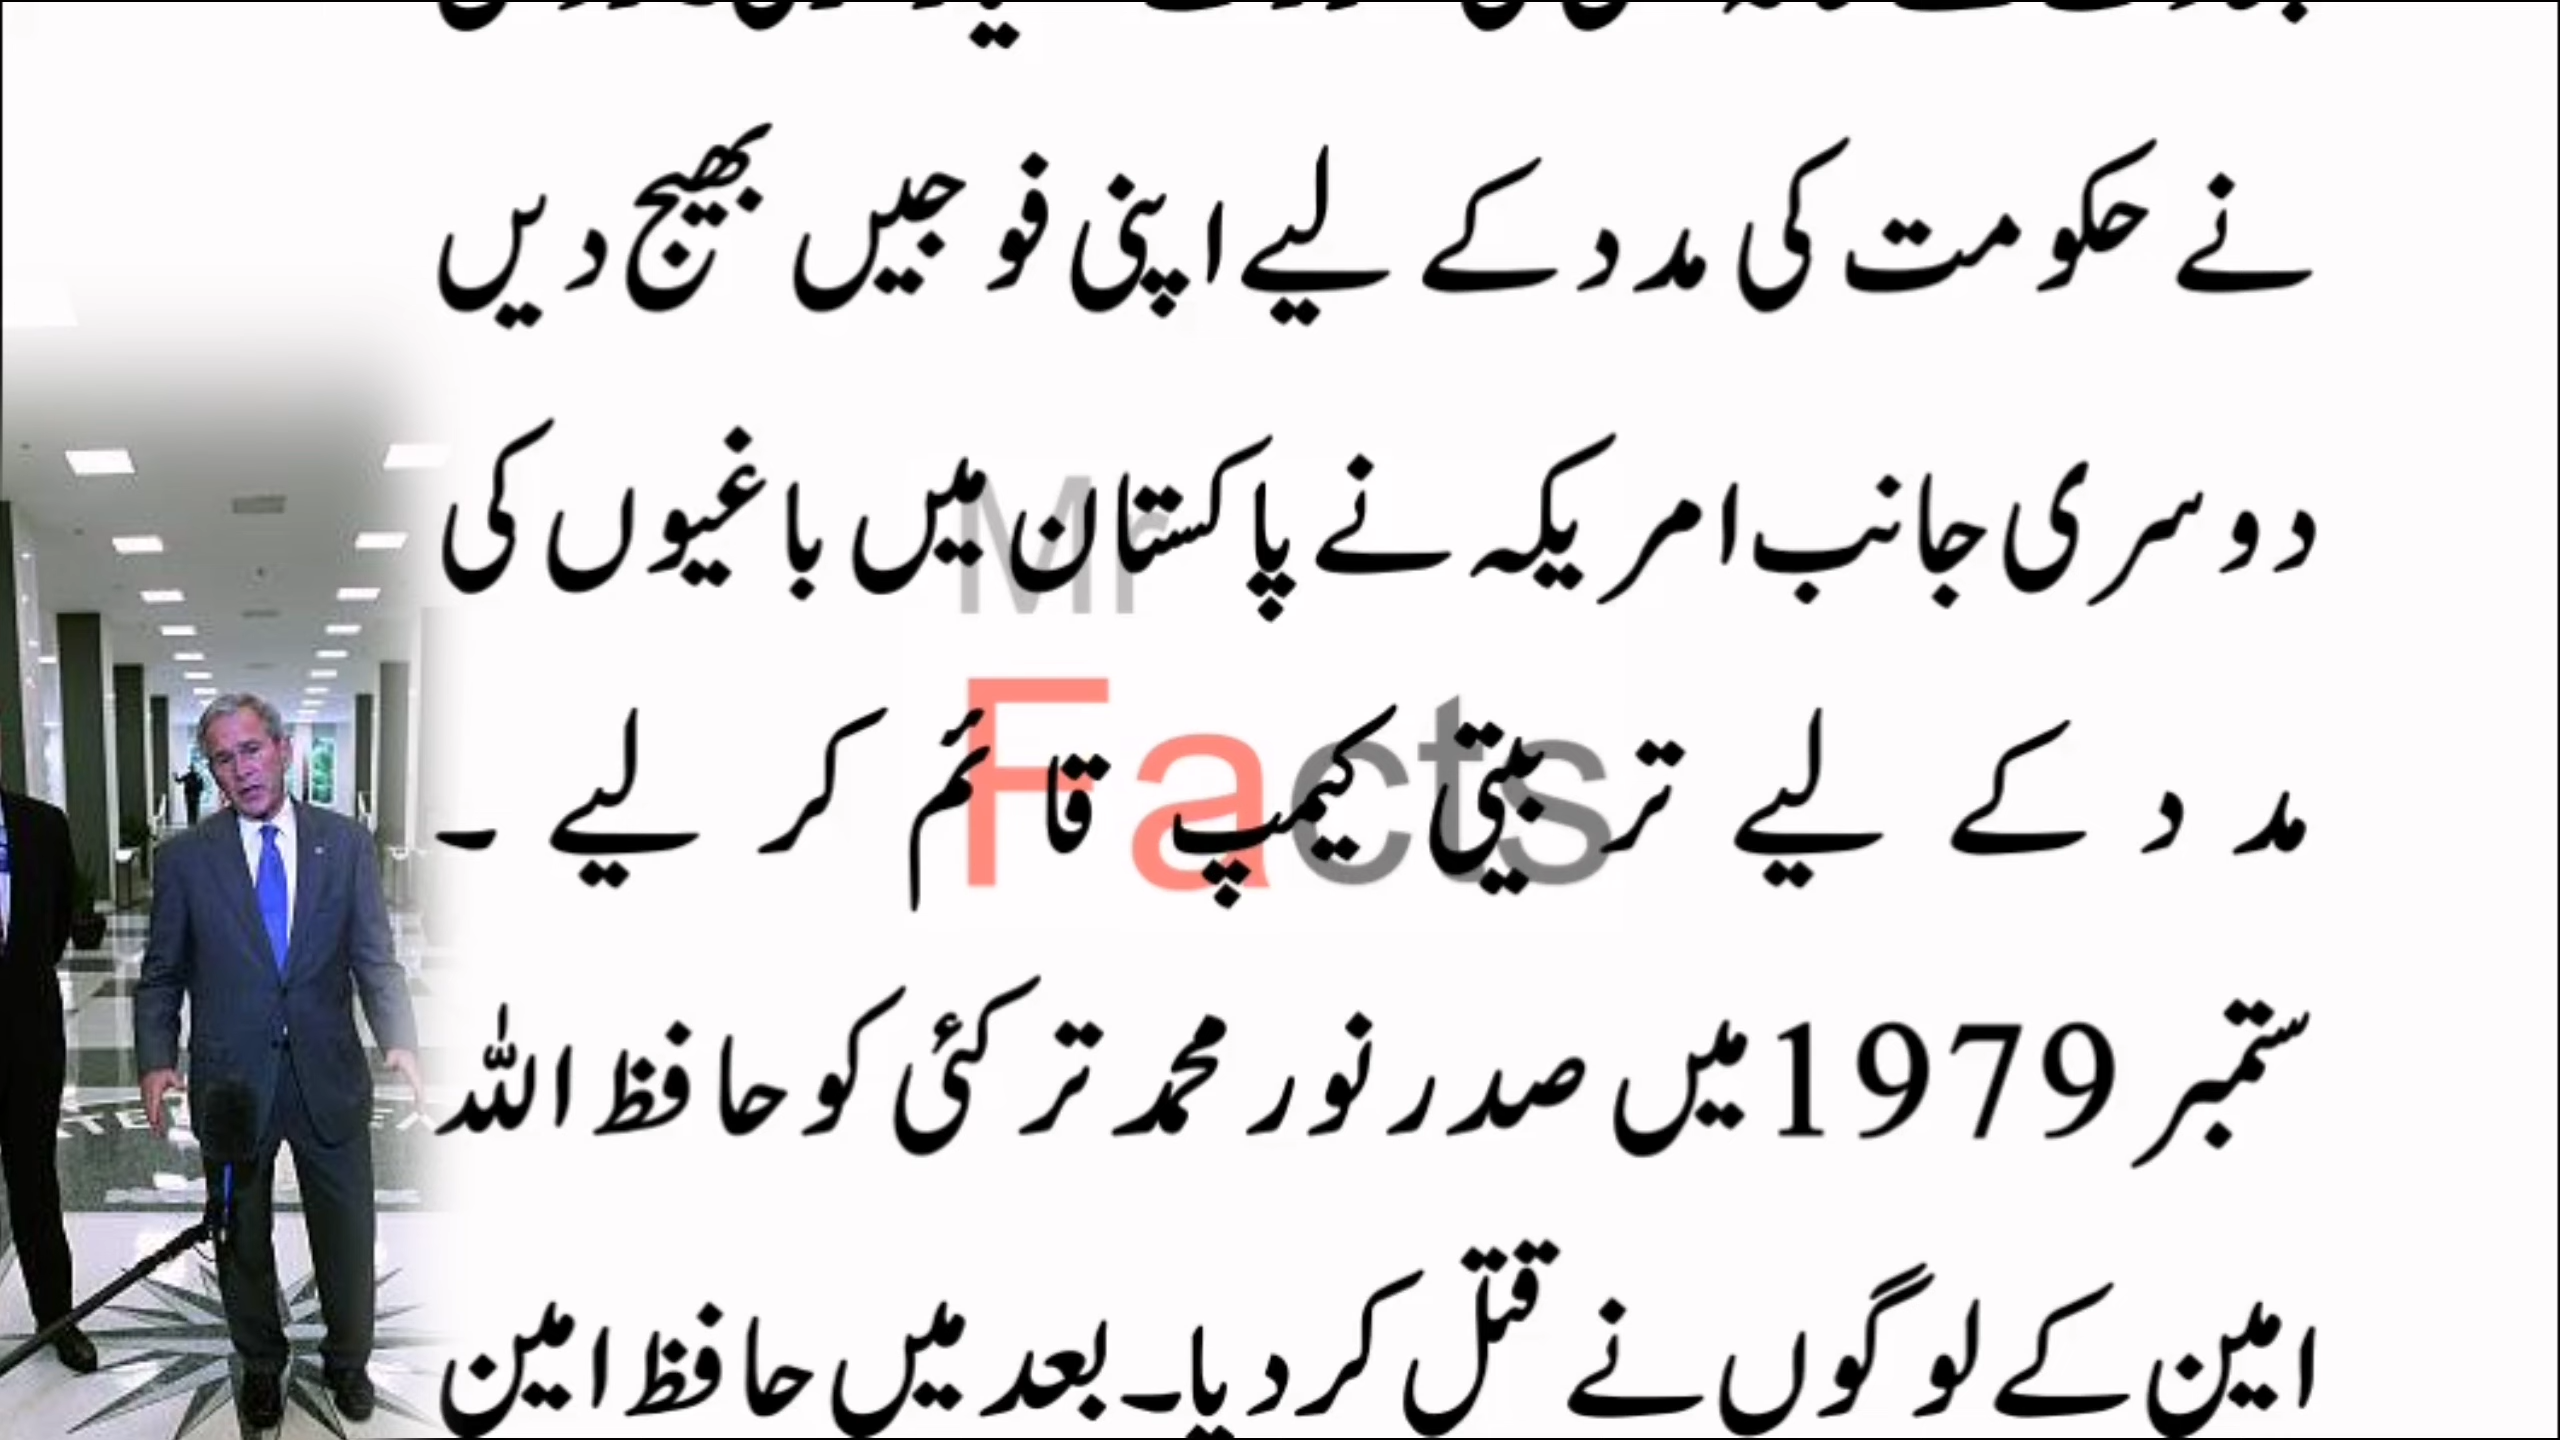 نے حکومت کی مدد کے لیے اپنی فوجیں بھیج دیں
دوسری جانب امریکہ نے پاکستان میں باغیوں کی
مدد کے لیے تربیتی کیمپ قائم کر لیے ۔
ستمبر 1979 میں صدر نور محمد ترکئی کو حافظ اللہ
امین کے لوگوں نے قتل کر دیا۔ بعد میں حافظ امین
Mr
Facts